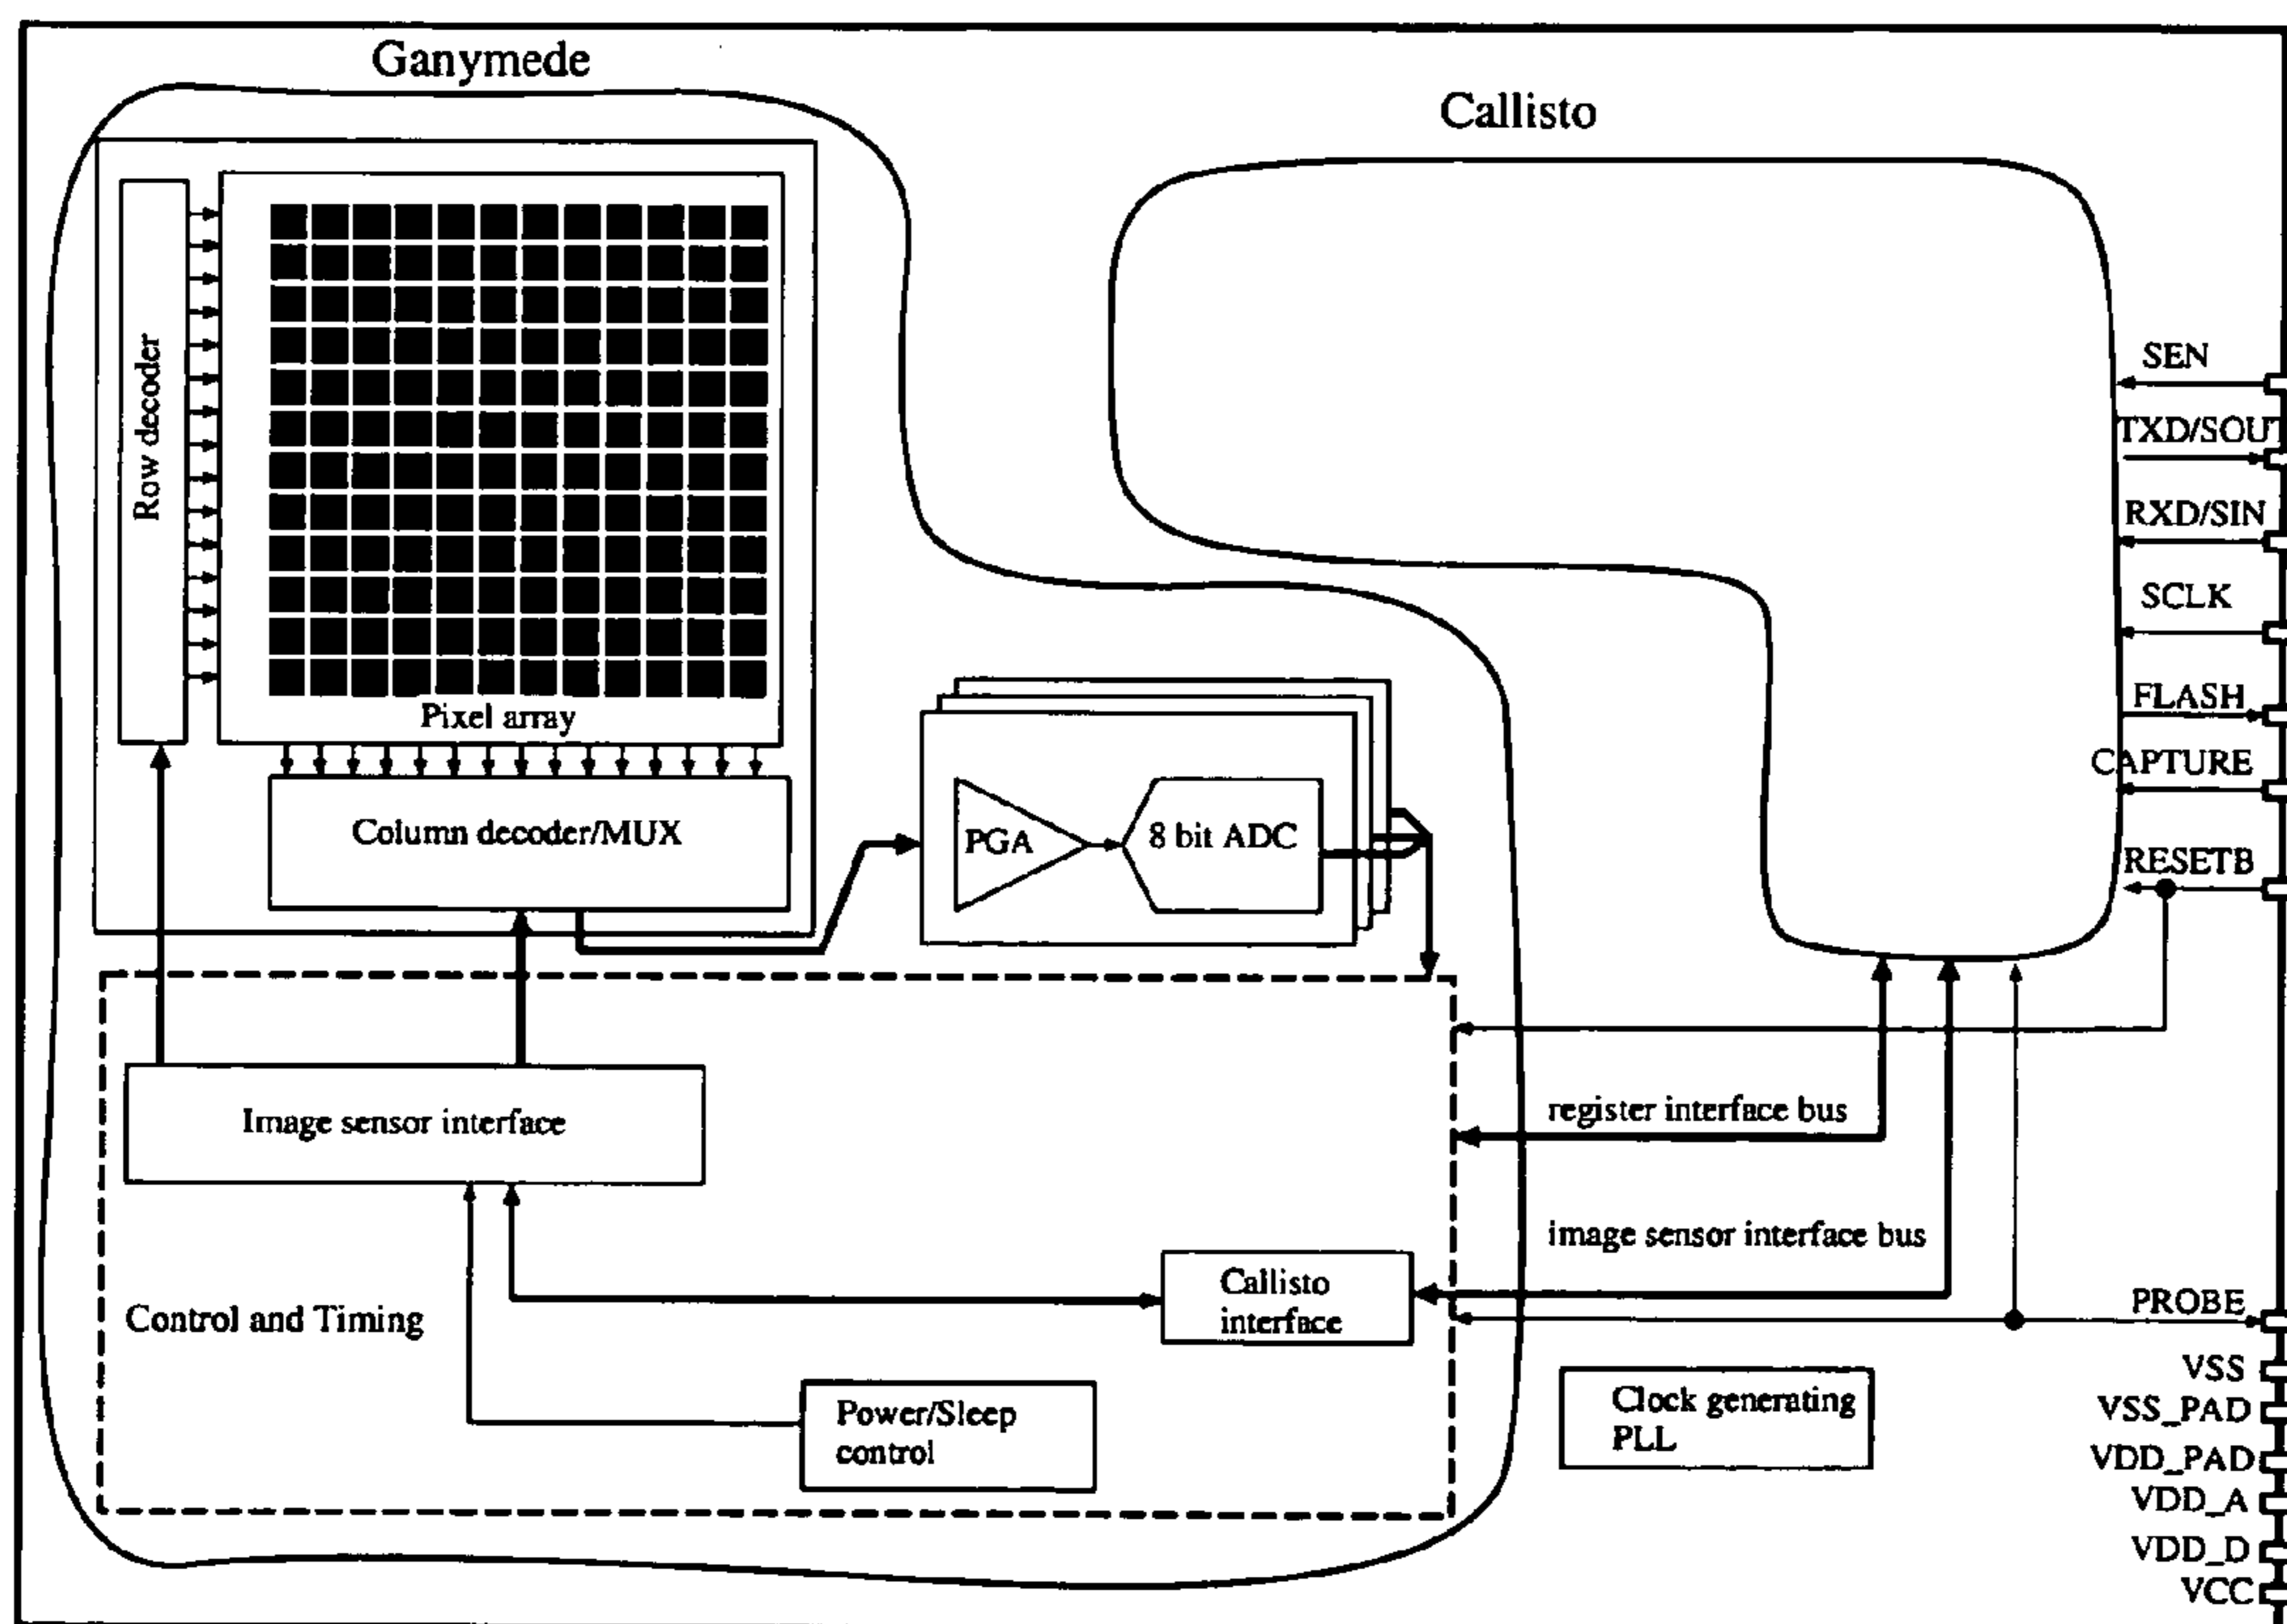 Ganymede
Callisto
Row decoder
Pixel array
Column decoder/MUX
PGA
8 bit ADC
SEN
TXD/SOUT
RXD/SIN
SCLK
FLASH
CAPTURE
RESETB
Image sensor interface
register interface bus
image sensor interface bus
Callisto
interface
Control and Timing
Power/Sleep
control
Clock generating
PLL
PROBE
VSS
VSS_PAD
VDD_PAD
VDD_A
VDD_D
VCC